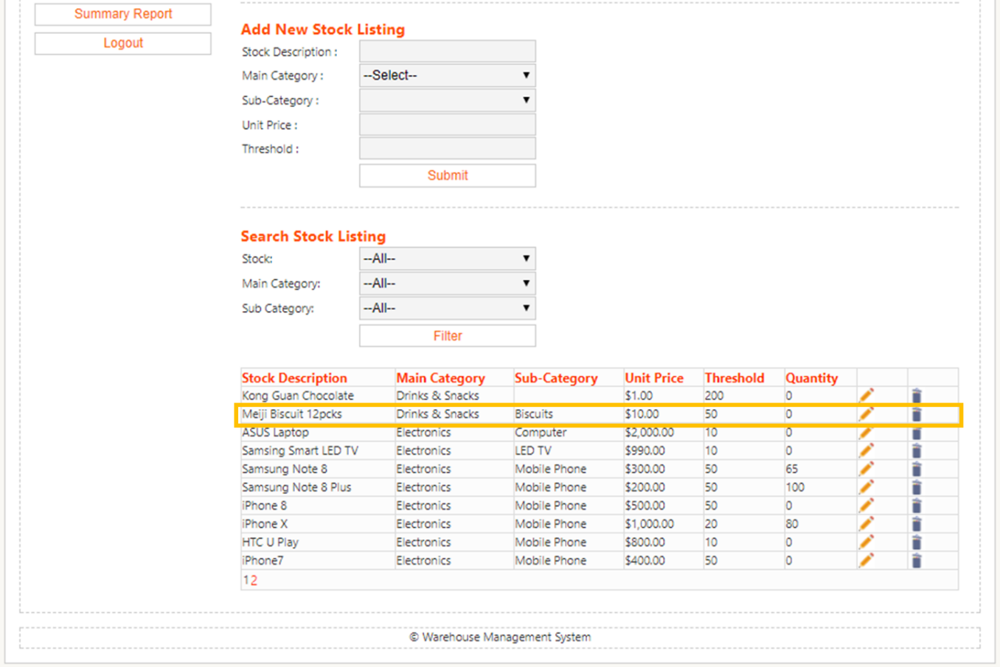 Summary Report
Logout
Add New Stock Listing
Stock Description :
Main Category : --Select--
Sub-Category :
Unit Price :
Threshold :
Submit
Search Stock Listing
Stock: --All--
Main Category: --All--
Sub Category: --All--
Filter
Stock Description Main Category Sub-Category Unit Price Threshold Quantity
Kong Guan Chocolate Drinks & Snacks $1.00 200 0
Meiji Biscuit 12pcks Drinks & Snacks Biscuits $10.00 50 0
ASUS Laptop Electronics Computer $2,000.00 10 0
Samsing Smart LED TV Electronics LED TV $990.00 10 0
Samsung Note 8 Electronics Mobile Phone $300.00 50 65
Samsung Note 8 Plus Electronics Mobile Phone $200.00 50 100
iPhone 8 Electronics Mobile Phone $500.00 50 0
iPhone X Electronics Mobile Phone $1,000.00 20 80
HTC U Play Electronics Mobile Phone $800.00 10 0
iPhone7 Electronics Mobile Phone $400.00 50 0
12
© Warehouse Management System